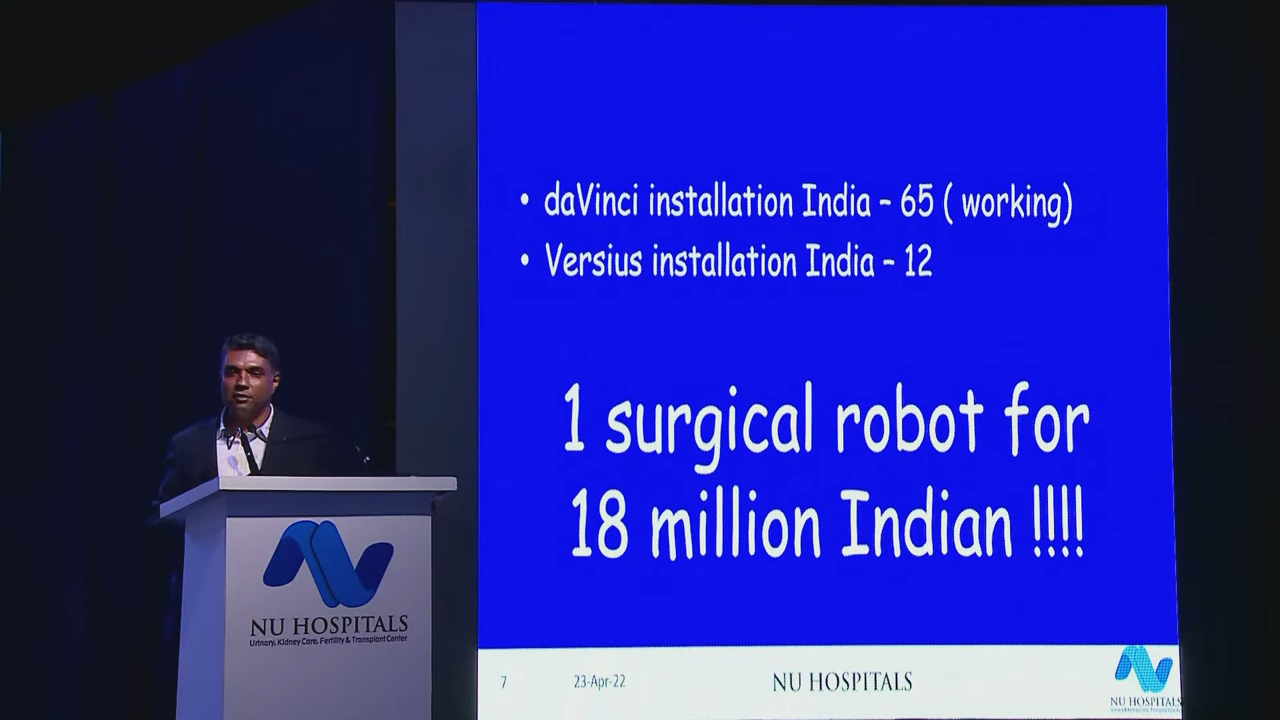 • daVinci installation India – 65 ( working)
• Versius installation India – 12
1 surgical robot for
18 million Indian !!!!
NU HOSPITALS
Urinary, Kidney Care, Fertility & Transplant Center
7 23-Apr-22 NU HOSPITALS
NU HOSPITALS